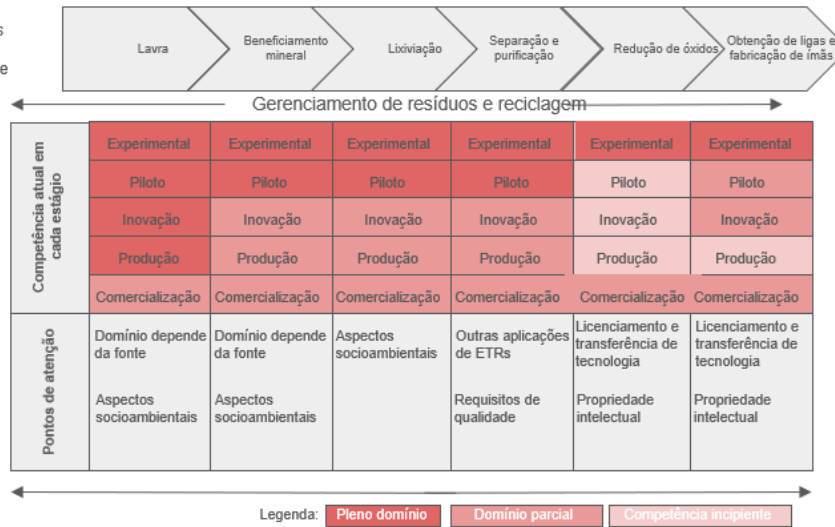 s
e
Lavra
Beneficiamento
mineral
Lixiviação
Separação e
purificação
Redução de óxidos
Obtenção de ligas e
fabricação de ímãs
Gerenciamento de resíduos e reciclagem
Competência atual em
cada estágio
Experimental Experimental Experimental Experimental Experimental Experimental
Piloto Piloto Piloto Piloto Piloto Piloto
Inovação Inovação Inovação Inovação Inovação Inovação
Produção Produção Produção Produção Produção Produção
Comercialização Comercialização Comercialização Comercialização Comercialização Comercialização
Pontos de atenção
Domínio depende
da fonte
Aspectos
socioambientais
Domínio depende
da fonte
Aspectos
socioambientais
Aspectos
socioambientais
Outras aplicações
de ETRs
Requisitos de
qualidade
Licenciamento e
transferência de
tecnologia
Propriedade
intelectual
Licenciamento e
transferência de
tecnologia
Propriedade
intelectual
Legenda: Pleno domínio Domínio parcial Competência incipiente